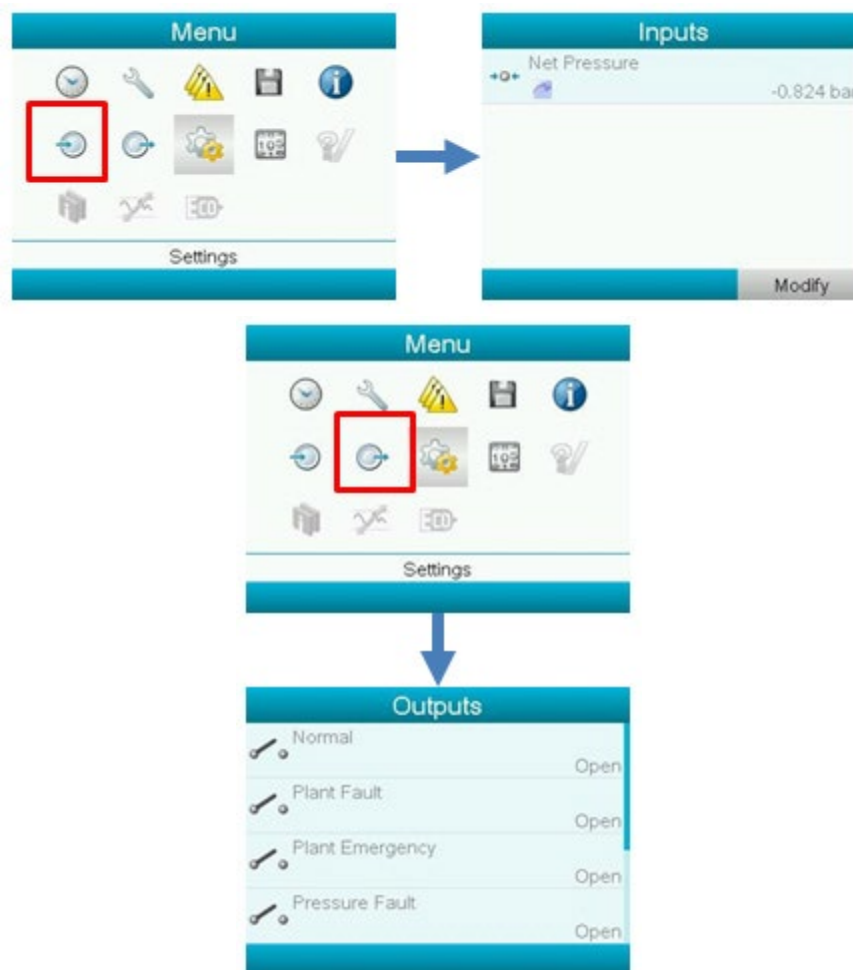 Menu
Settings
Inputs
Net Pressure
-0.824 bar
Modify
Menu
Settings
Outputs
Normal
Open
Plant Fault
Open
Plant Emergency
Open
Pressure Fault
Open